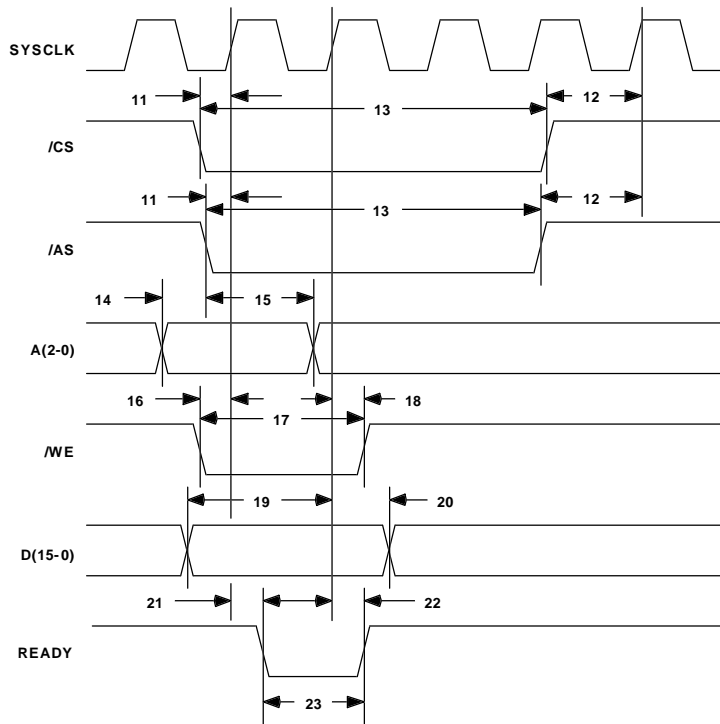 SYSCLK
11
13
12
/CS
11
13
12
/AS
14
15
A(2-0)
16
17
18
/WE
19
20
D(15-0)
21
22
READY
23